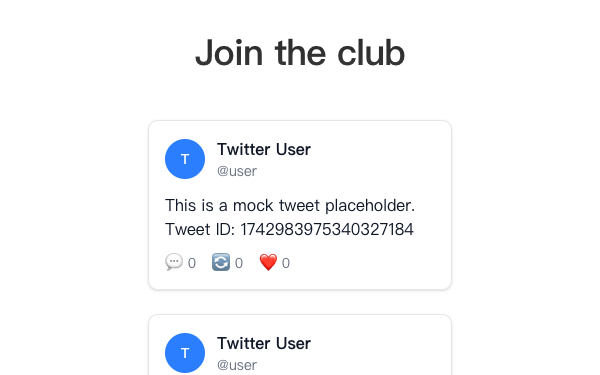 Join the club
T
Twitter User
@user
This is a mock tweet placeholder.
Tweet ID: 1742983975340327184
💬 0 🔄 0 ❤️ 0
T
Twitter User
@user